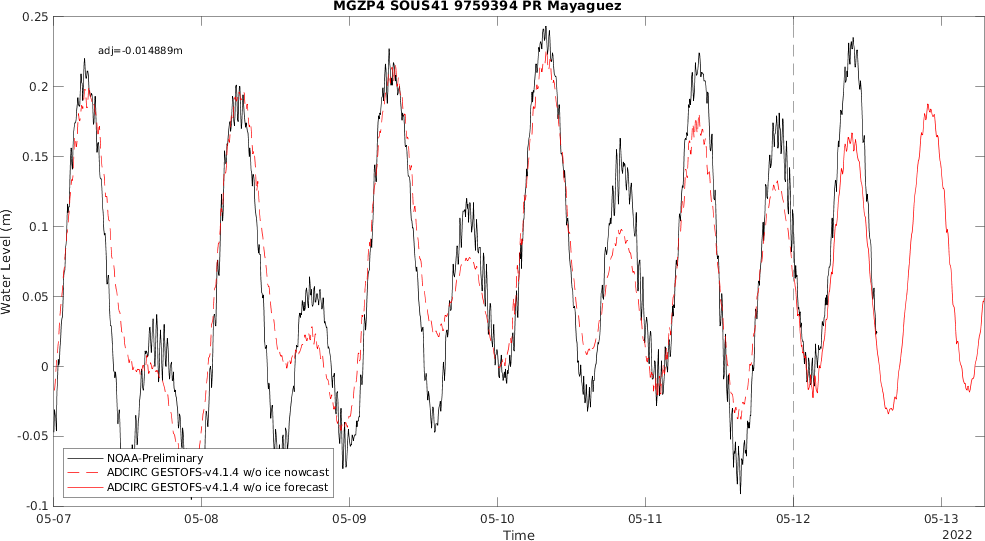 MGZP4 SOUS41 9759394 PR Mayaguez
adj=-0.014889m
0.25
0.2
0.15
0.1
0.05
0
-0.05
-0.1
Water Level (m)
NOAA-Preliminary
ADCIRC GESTOFS-v4.1.4 w/o ice nowcast
ADCIRC GESTOFS-v4.1.4 w/o ice forecast
05-07 05-08 05-09 05-10 05-11 05-12 05-13
Time 2022